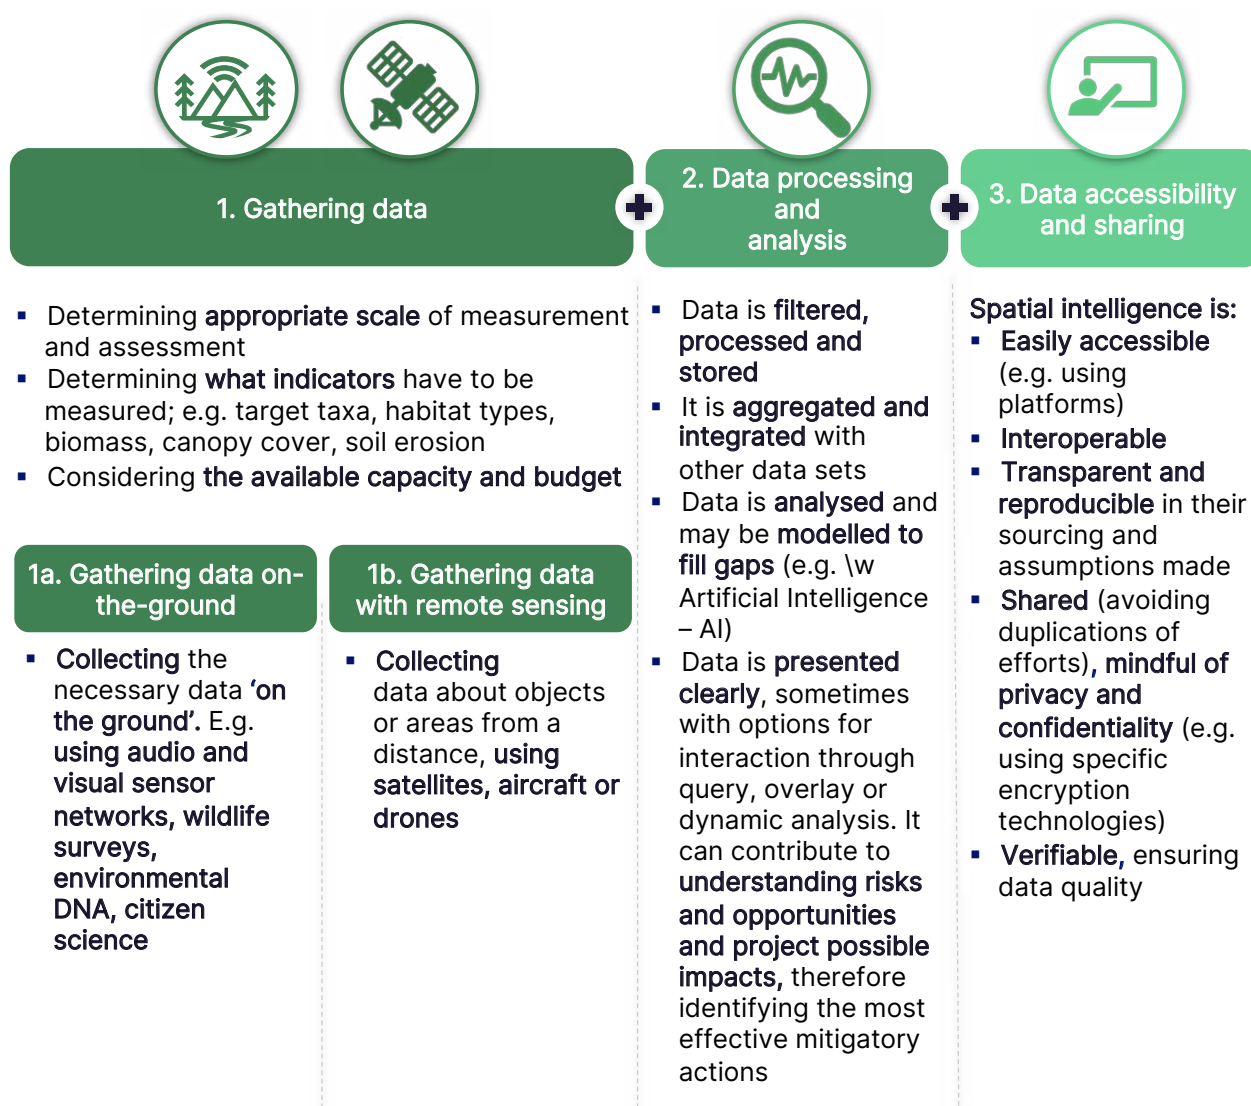 1. Gathering data
2. Data processing
and
analysis
3. Data accessibility
and sharing
▪ Determining appropriate scale of measurement
and assessment
▪ Determining what indicators have to be
measured; e.g. target taxa, habitat types,
biomass, canopy cover, soil erosion
▪ Considering the available capacity and budget
1a. Gathering data on-
the-ground
▪ Collecting the
necessary data ‘on
the ground’. E.g.
using audio and
visual sensor
networks, wildlife
surveys,
environmental
DNA, citizen
science
1b. Gathering data
with remote sensing
▪ Collecting
data about objects
or areas from a
distance, using
satellites, aircraft or
drones
▪ Data is filtered,
processed and
stored
▪ It is aggregated and
integrated with
other data sets
▪ Data is analysed and
may be modelled to
fill gaps (e.g. \w
Artificial Intelligence
– AI)
▪ Data is presented
clearly, sometimes
with options for
interaction through
query, overlay or
dynamic analysis. It
can contribute to
understanding risks
and opportunities
and project possible
impacts, therefore
identifying the most
effective mitigatory
actions
Spatial intelligence is:
▪ Easily accessible
(e.g. using
platforms)
▪ Interoperable
▪ Transparent and
reproducible in their
sourcing and
assumptions made
▪ Shared (avoiding
duplications of
efforts), mindful of
privacy and
confidentiality (e.g.
using specific
encryption
technologies)
▪ Verifiable, ensuring
data quality